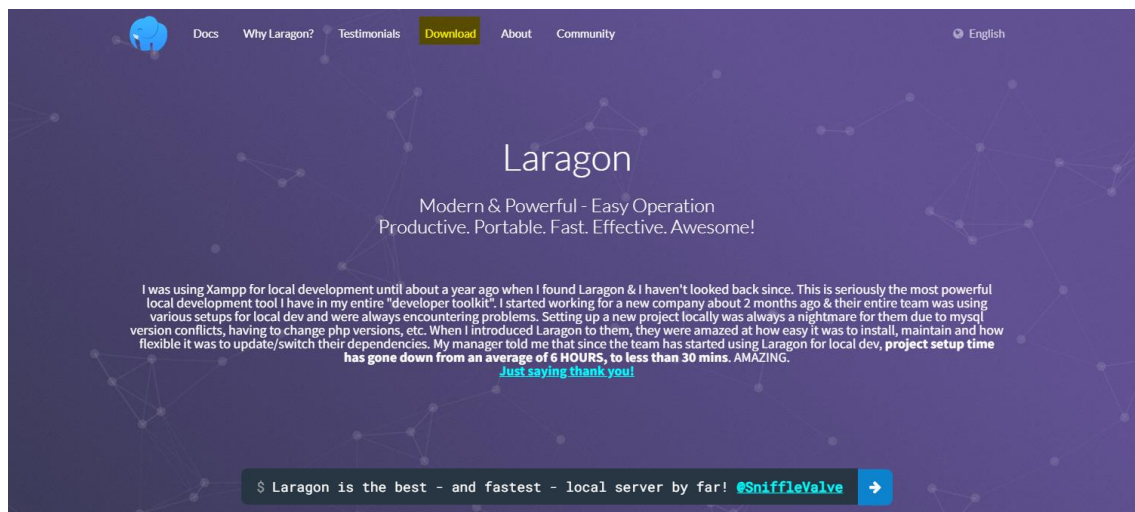 Docs Why Laragon? Testimonials Download About Community English
Laragon
Modern & Powerful - Easy Operation
Productive. Portable. Fast. Effective. Awesome!
I was using Xampp for local development until about a year ago when I found Laragon & I haven't looked back since. This is seriously the most powerful
local development tool I have in my entire "developer toolkit". I started working for a new company about 2 months ago & their entire team was using
various setups for local dev and were always encountering problems. Setting up a new project locally was always a nightmare for them due to mysql
version conflicts, having to change php versions, etc. When I introduced Laragon to them, they were amazed at how easy it was to install, maintain and how
flexible it was to update/switch their dependencies. My manager told me that since the team has started using Laragon for local dev, project setup time
has gone down from an average of 6 HOURS, to less than 30 mins. AMAZING.
Just saying thank you!
$ Laragon is the best - and fastest - local server by far! @SniffleValve